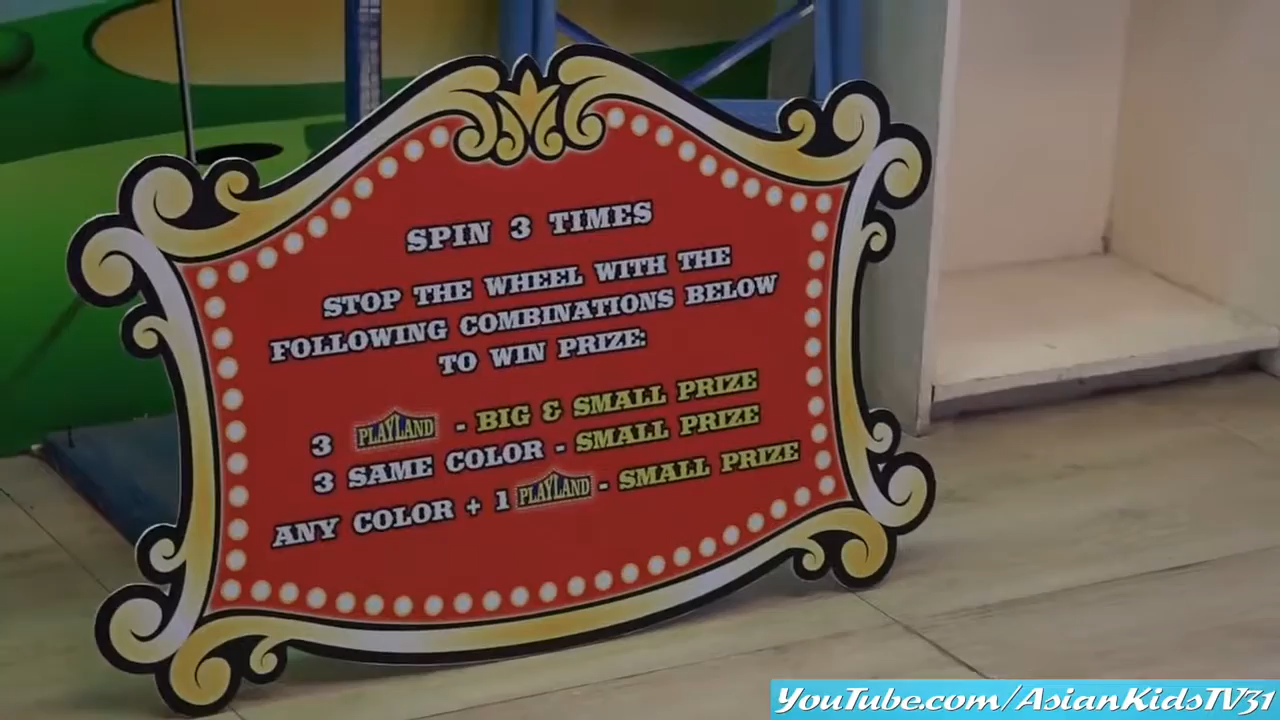 SPIN 3 TIMES
STOP THE WHEEL WITH THE
FOLLOWING COMBINATIONS BELOW
TO WIN PRIZE:
3 PLAYLAND - BIG & SMALL PRIZE
3 SAME COLOR - SMALL PRIZE
ANY COLOR + 1 PLAYLAND - SMALL PRIZE
YouTube.com/AsianKidsTV31